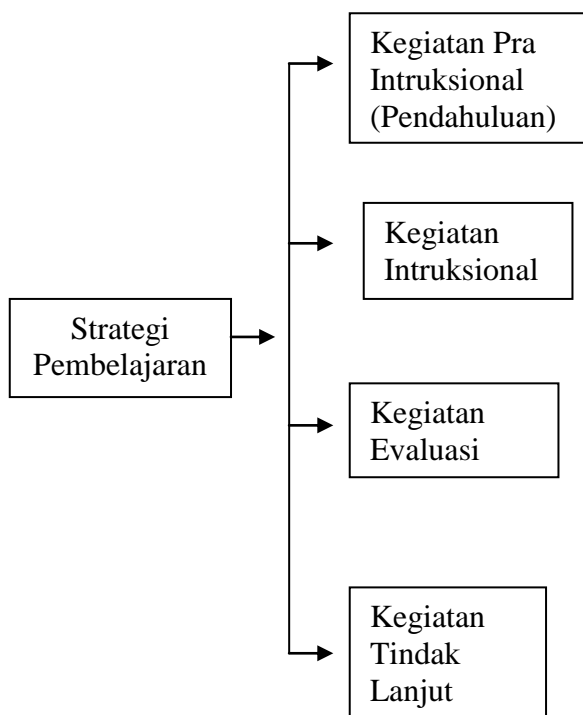 Kegiatan Pra
Intruksional
(Pendahuluan)
Kegiatan
Intruksional
Strategi
Pembelajaran
Kegiatan
Evaluasi
Kegiatan
Tindak
Lanjut